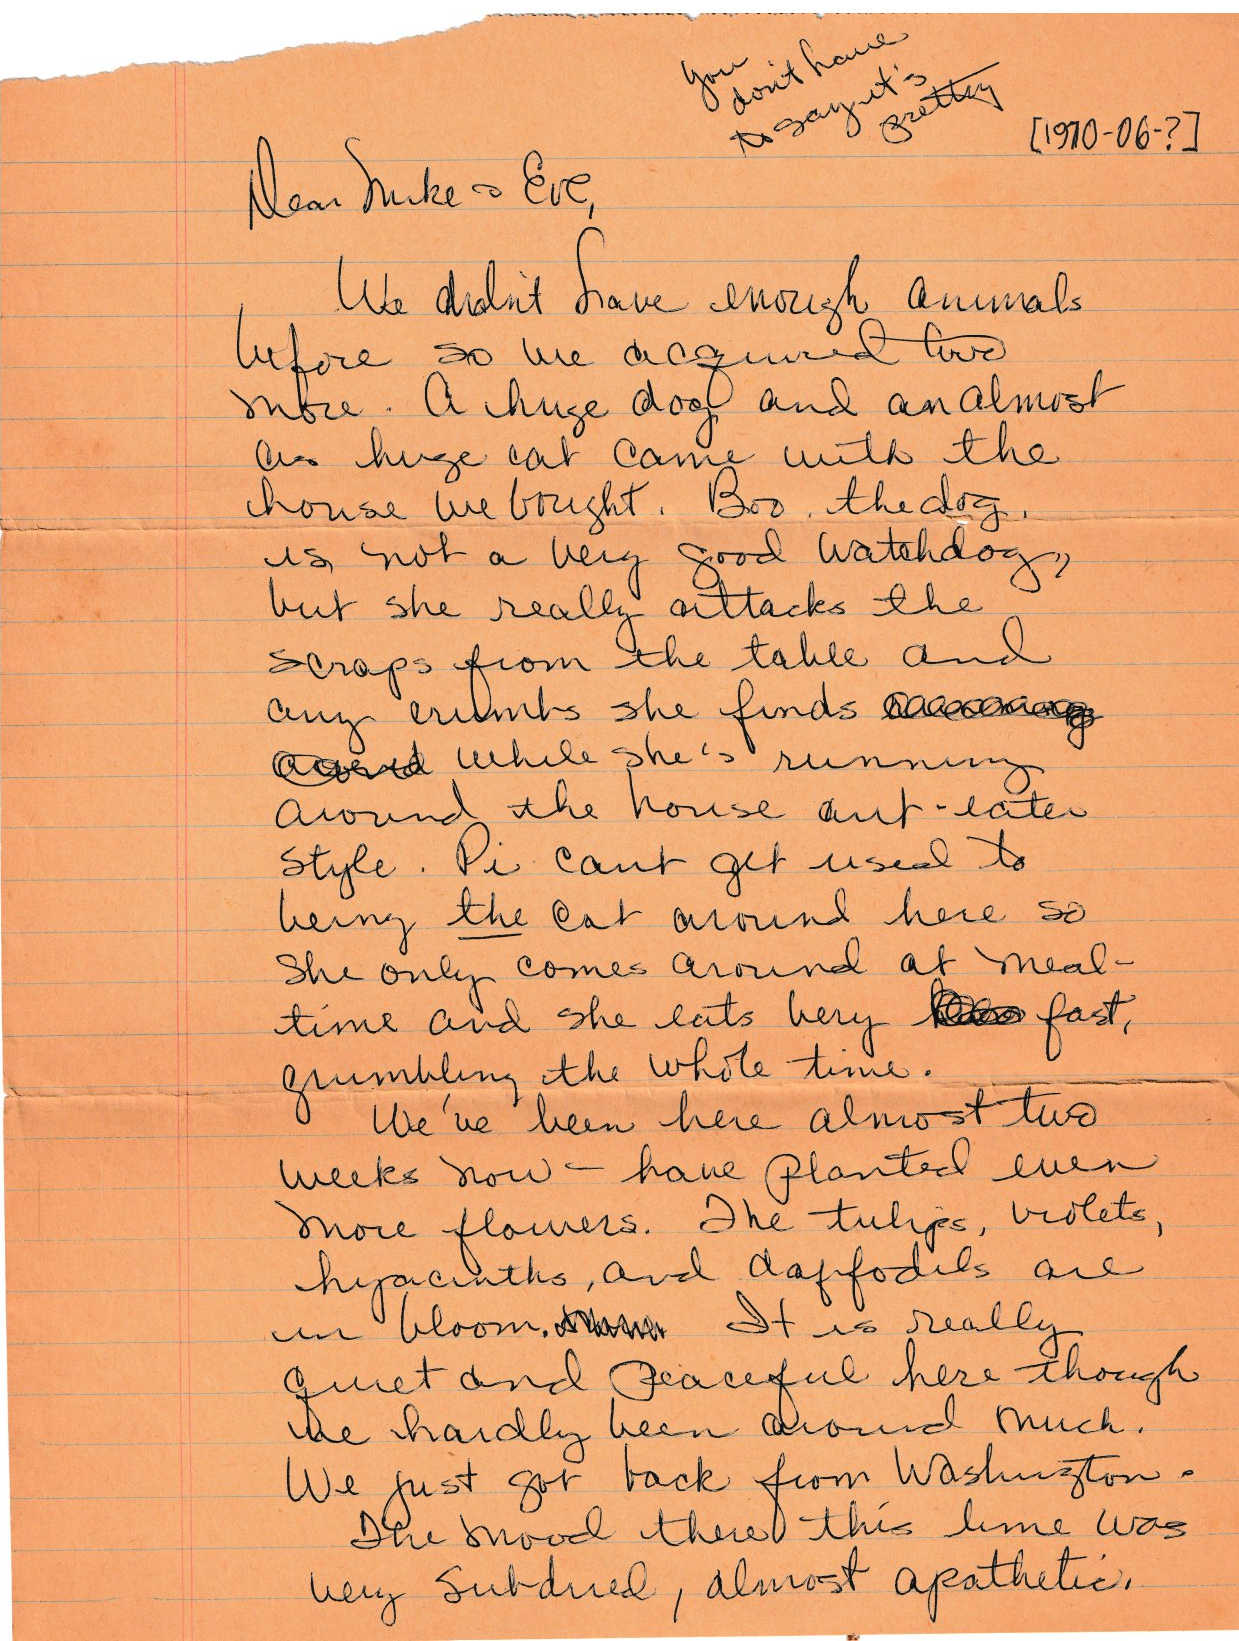 you
don't have
to say it's
pretty
[1970-06-?]
Dear Mike & Eve,
We didn't have enough animals
before so we acquired two
more. A huge dog and an almost
as huge cat came with the
house we bought. Boo, the dog,
is not a very good watchdog,
but she really attacks the
scraps from the table and
any crumbs she finds
while she's running
around the house ant-eater
style. Pi can't get used to
being the cat around here so
she only comes around at meal-
time and she eats very fast,
grumbling the whole time.
We've been here almost two
weeks now – have planted even
more flowers. The tulips, violets,
hyacinths, and daffodils are
in bloom. It is really
quiet and peaceful here though
we hardly been around much.
We just got back from Washington.
The mood there this time was
very subdued, almost apathetic.